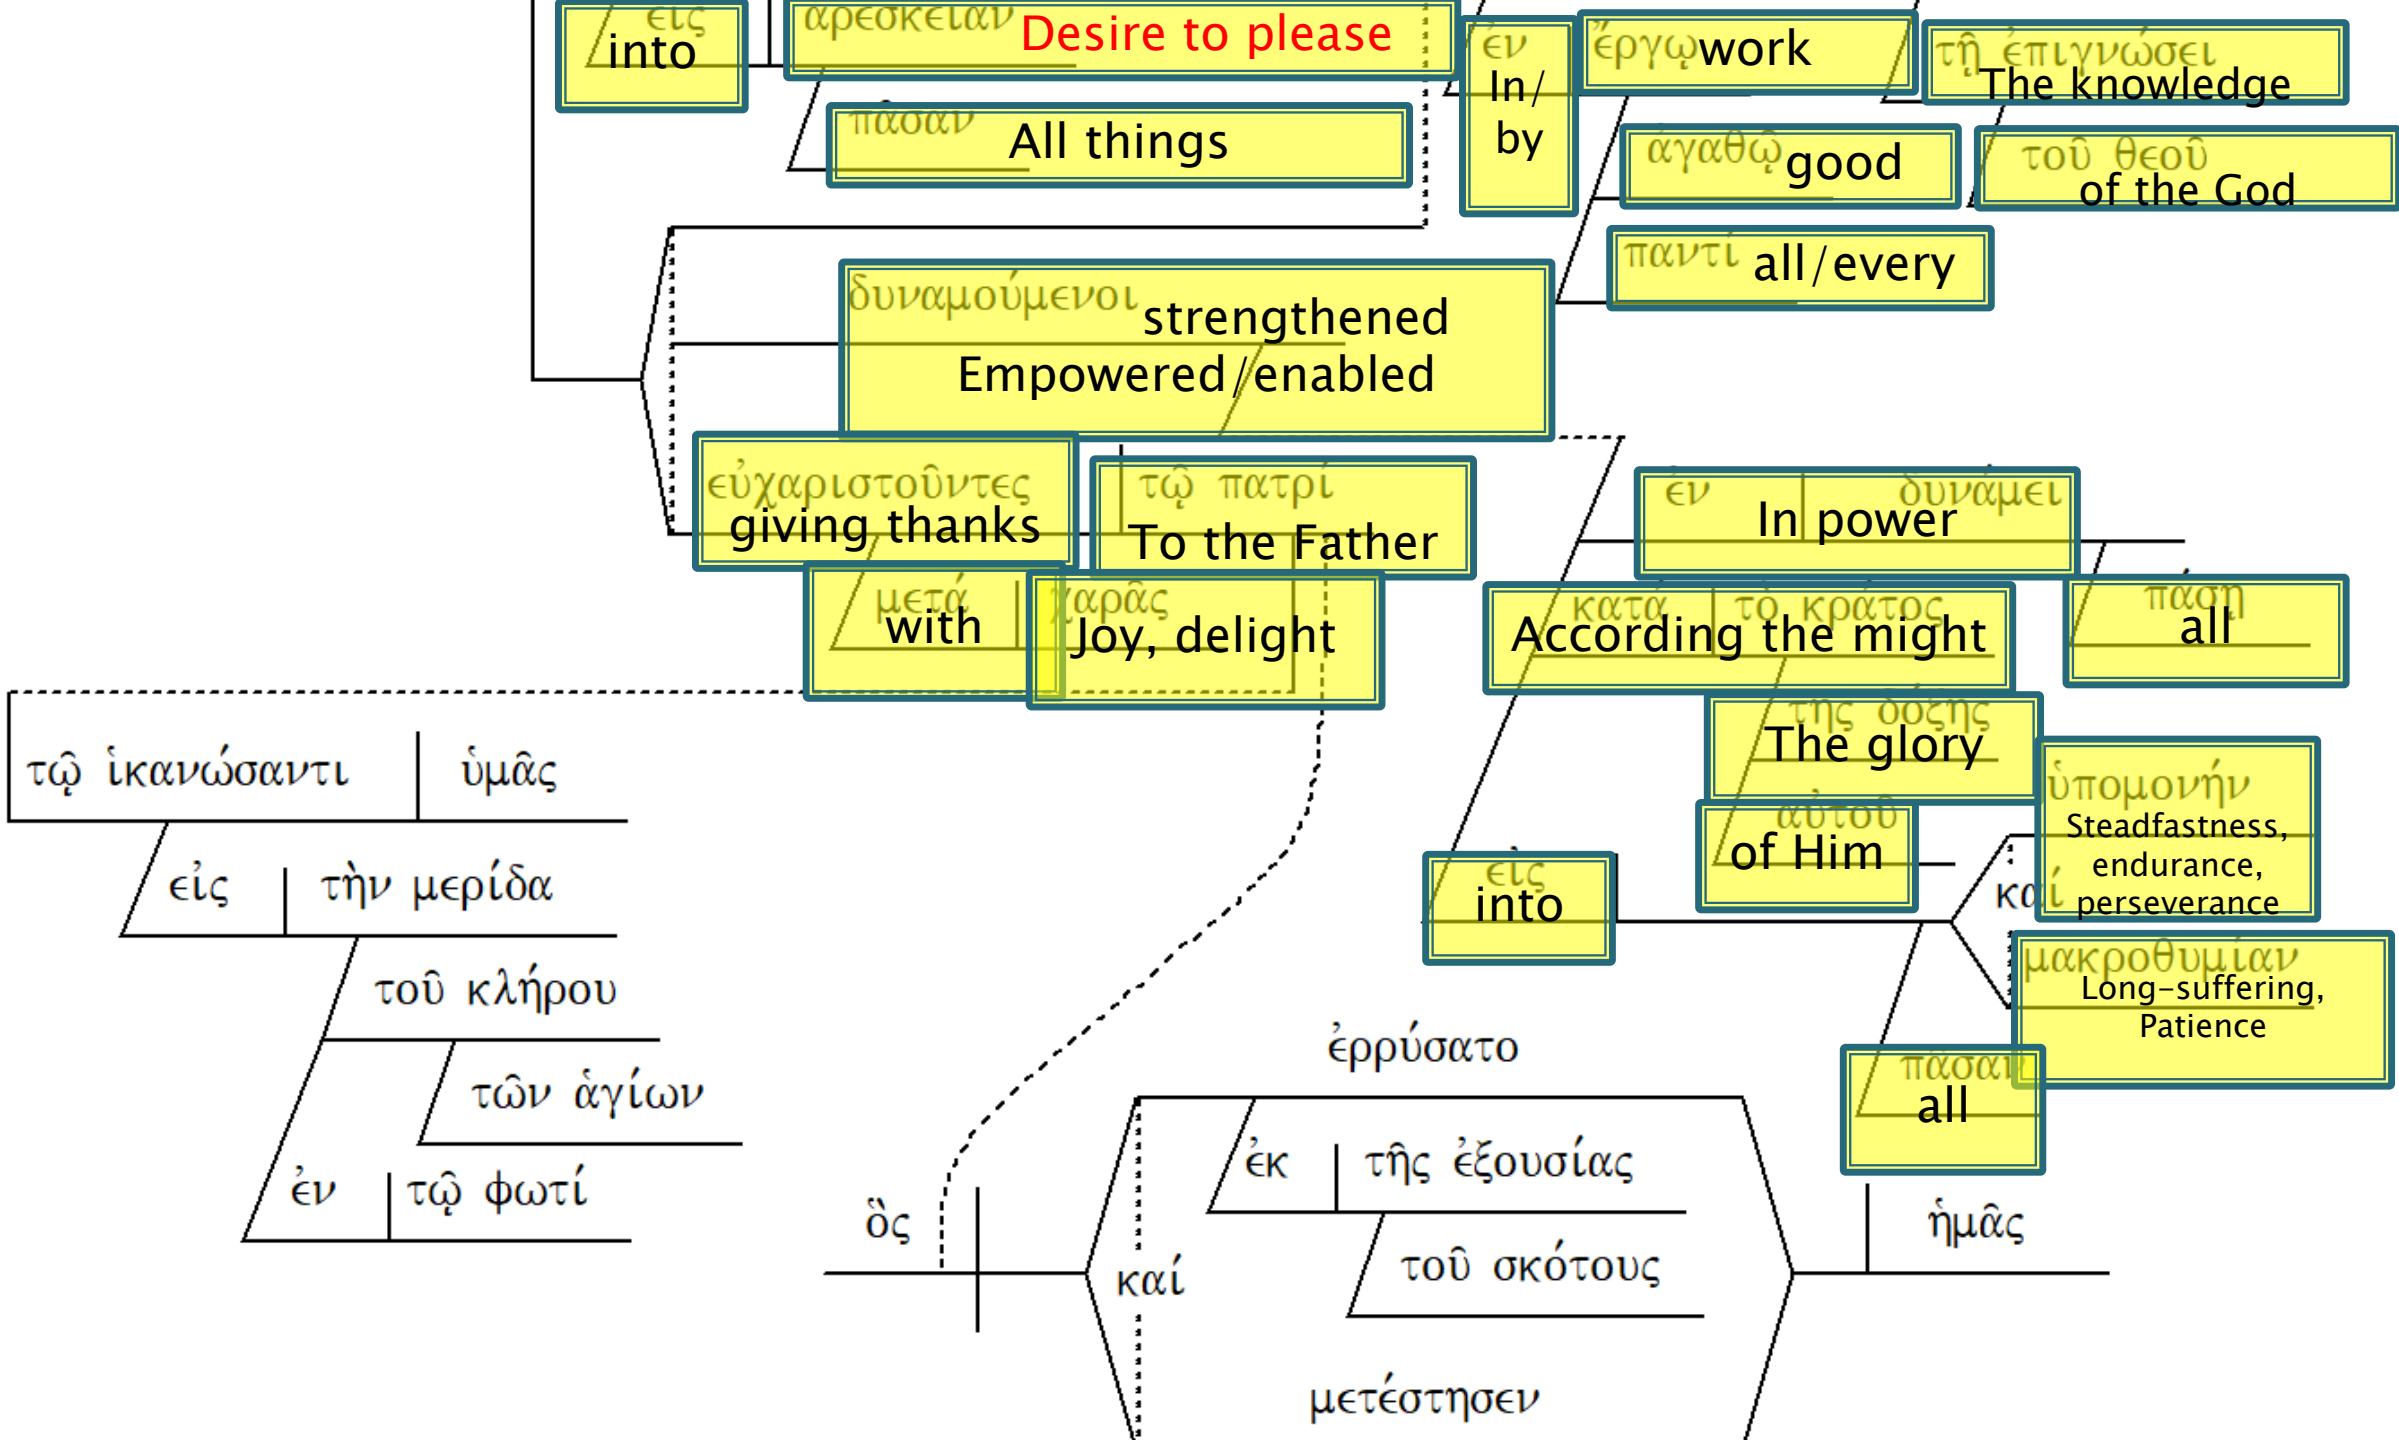 εἰς
into
ἀρεσκείαν
Desire to please
ἐν
In/
by
ἔργῳ work
τῇ ἐπιγνώσει
The knowledge
πᾶσαν
All things
ἀγαθῷ good
τοῦ θεοῦ
of the God
παντί all/every
δυναμούμενοι strengthened
Empowered/enabled
εὐχαριστοῦντες
giving thanks
τῷ πατρί
To the Father
ἐν δυνάμει
In power
μετά
with
χαρᾶς
Joy, delight
κατά τὸ κράτος
According the might
πάσῃ
all
τῆς δόξης
The glory
τῷ ἱκανώσαντι ὑμᾶς
ὑπομονήν
Steadfastness,
endurance,
perseverance
αὐτοῦ
of Him
εἰς
into
καί
εἰς τὴν μερίδα
μακροθυμίαν
Long-suffering,
Patience
τοῦ κλήρου
πᾶσαν
all
τῶν ἁγίων
ἐν τῷ φωτί
ἐρρύσατο
ἐκ τῆς ἐξουσίας
ὃς
ἡμᾶς
καί
τοῦ σκότους
μετέστησεν